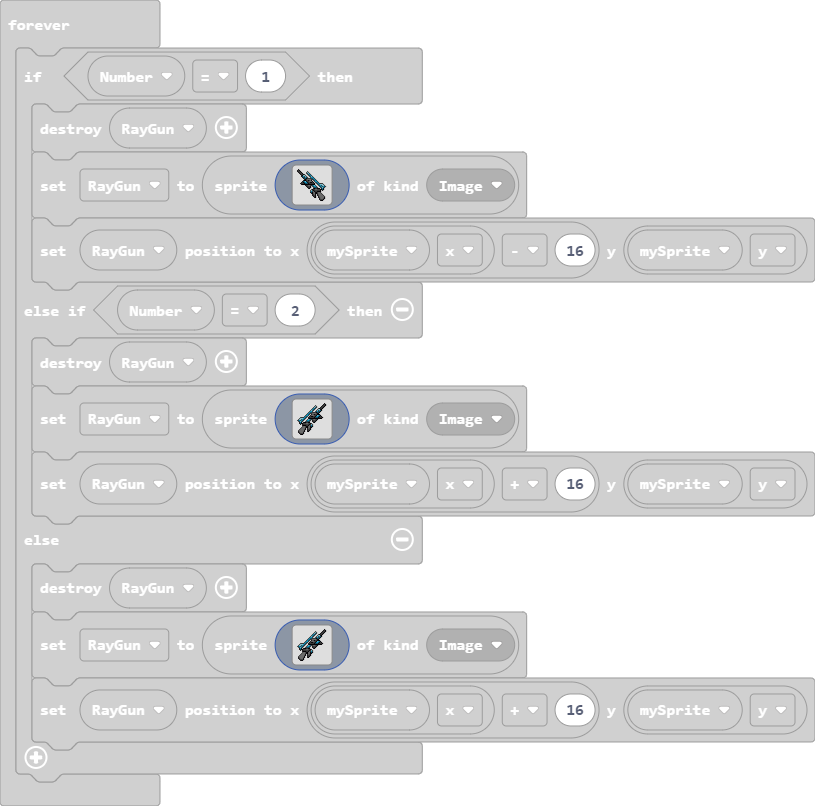 forever
if Number = 1 then
destroy RayGun
set RayGun to sprite of kind Image
set RayGun position to x mySprite x - 16 y mySprite y
else if Number = 2 then
destroy RayGun
set RayGun to sprite of kind Image
set RayGun position to x mySprite x + 16 y mySprite y
else
destroy RayGun
set RayGun to sprite of kind Image
set RayGun position to x mySprite x + 16 y mySprite y